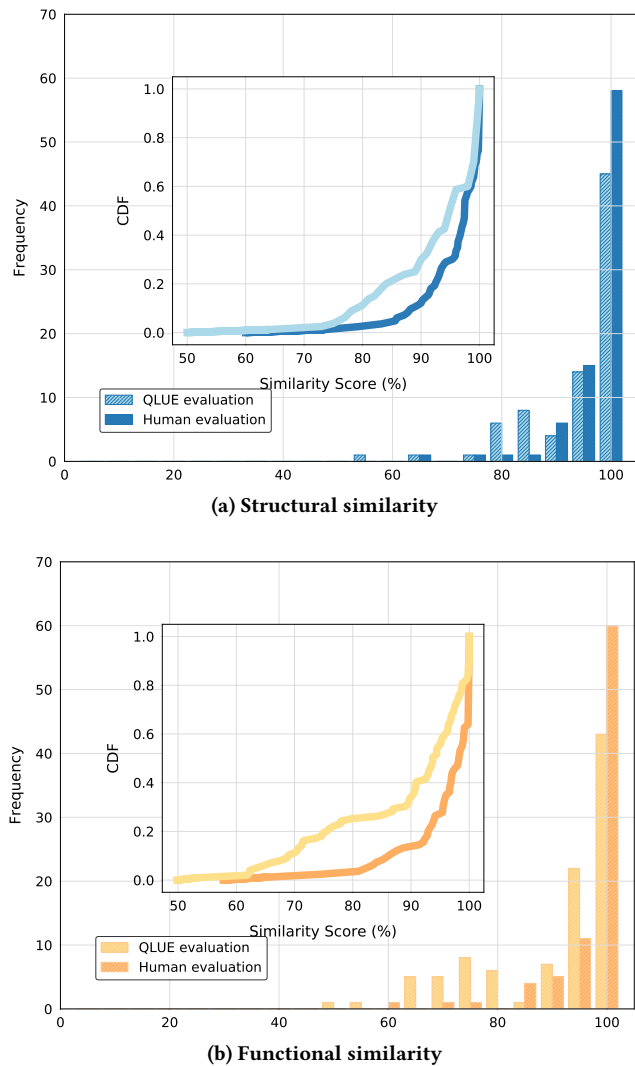 70
60
50
40
30
20
10
0
Frequency
1.0
0.8
0.6
0.4
0.2
0.0
CDF
50 60 70 80 90 100
Similarity Score (%)
QLUE evaluation
Human evaluation
0 20 40 60 80 100
(a) Structural similarity
70
60
50
40
30
20
10
0
Frequency
1.0
0.8
0.6
0.4
0.2
0.0
CDF
50 60 70 80 90 100
Similarity Score (%)
QLUE evaluation
Human evaluation
0 20 40 60 80 100
(b) Functional similarity